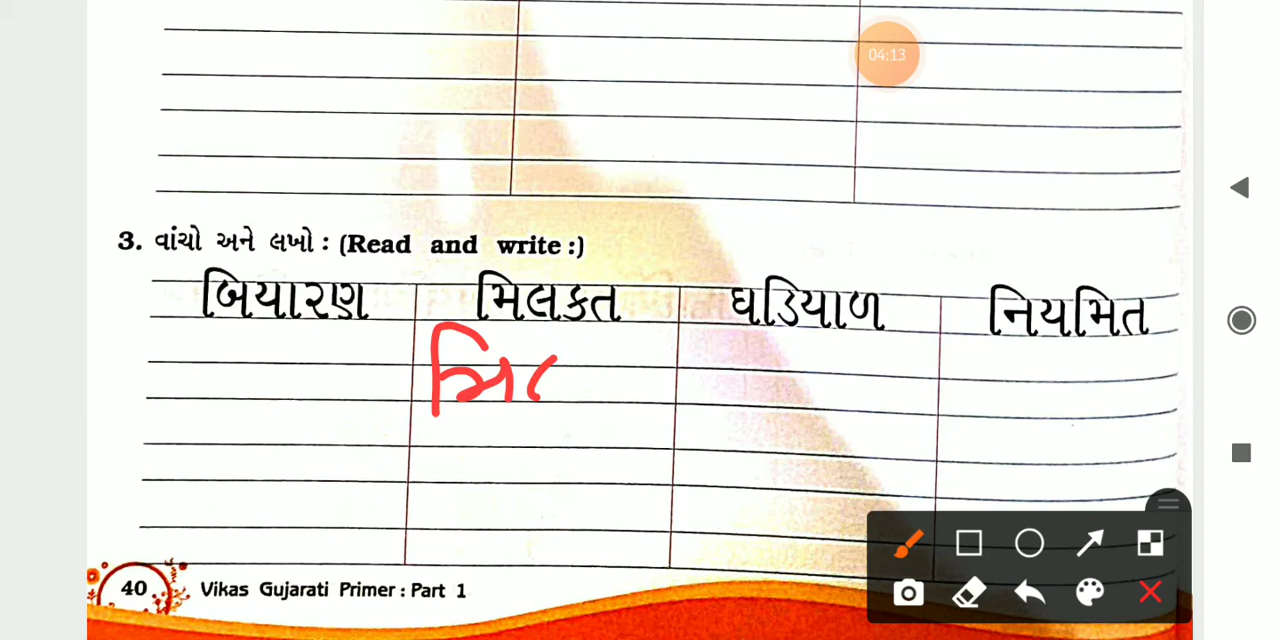 04:13
3. વાંચો અને લખો : (Read and write :)
બિયારણ મિલકત ઘડિયાળ નિયમિત
મિ
40 Vikas Gujarati Primer : Part 1